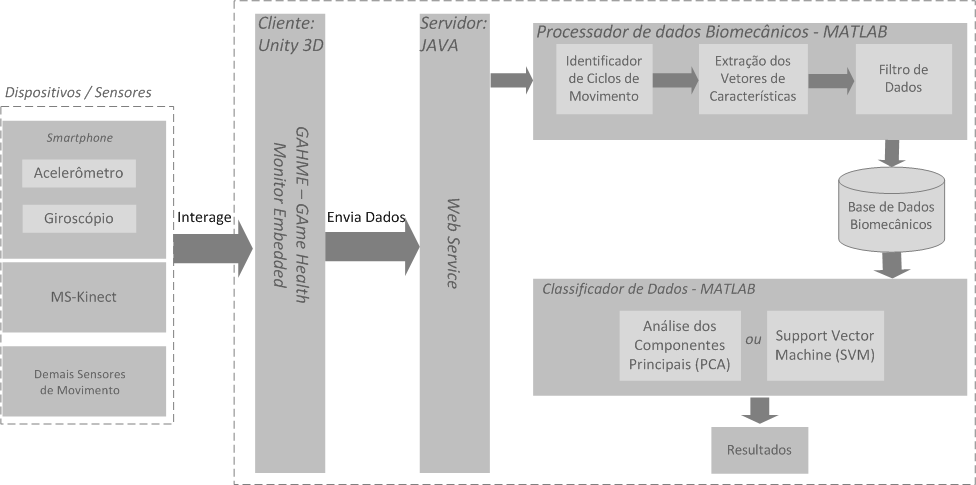 Dispositivos / Sensores
Smartphone
Acelerômetro
Giroscópio
MS-Kinect
Demais Sensores
de Movimento
Interage
Cliente:
Unity 3D
GAHME – GAme Health
Monitor Embedded
Envia Dados
Servidor:
JAVA
Web Service
Processador de dados Biomecânicos - MATLAB
Identificador
de Ciclos de
Movimento
Extração dos
Vetores de
Características
Filtro de
Dados
Base de Dados
Biomecânicos
Classificador de Dados - MATLAB
Análise dos
Componentes
Principais (PCA)
ou
Support Vector
Machine (SVM)
Resultados